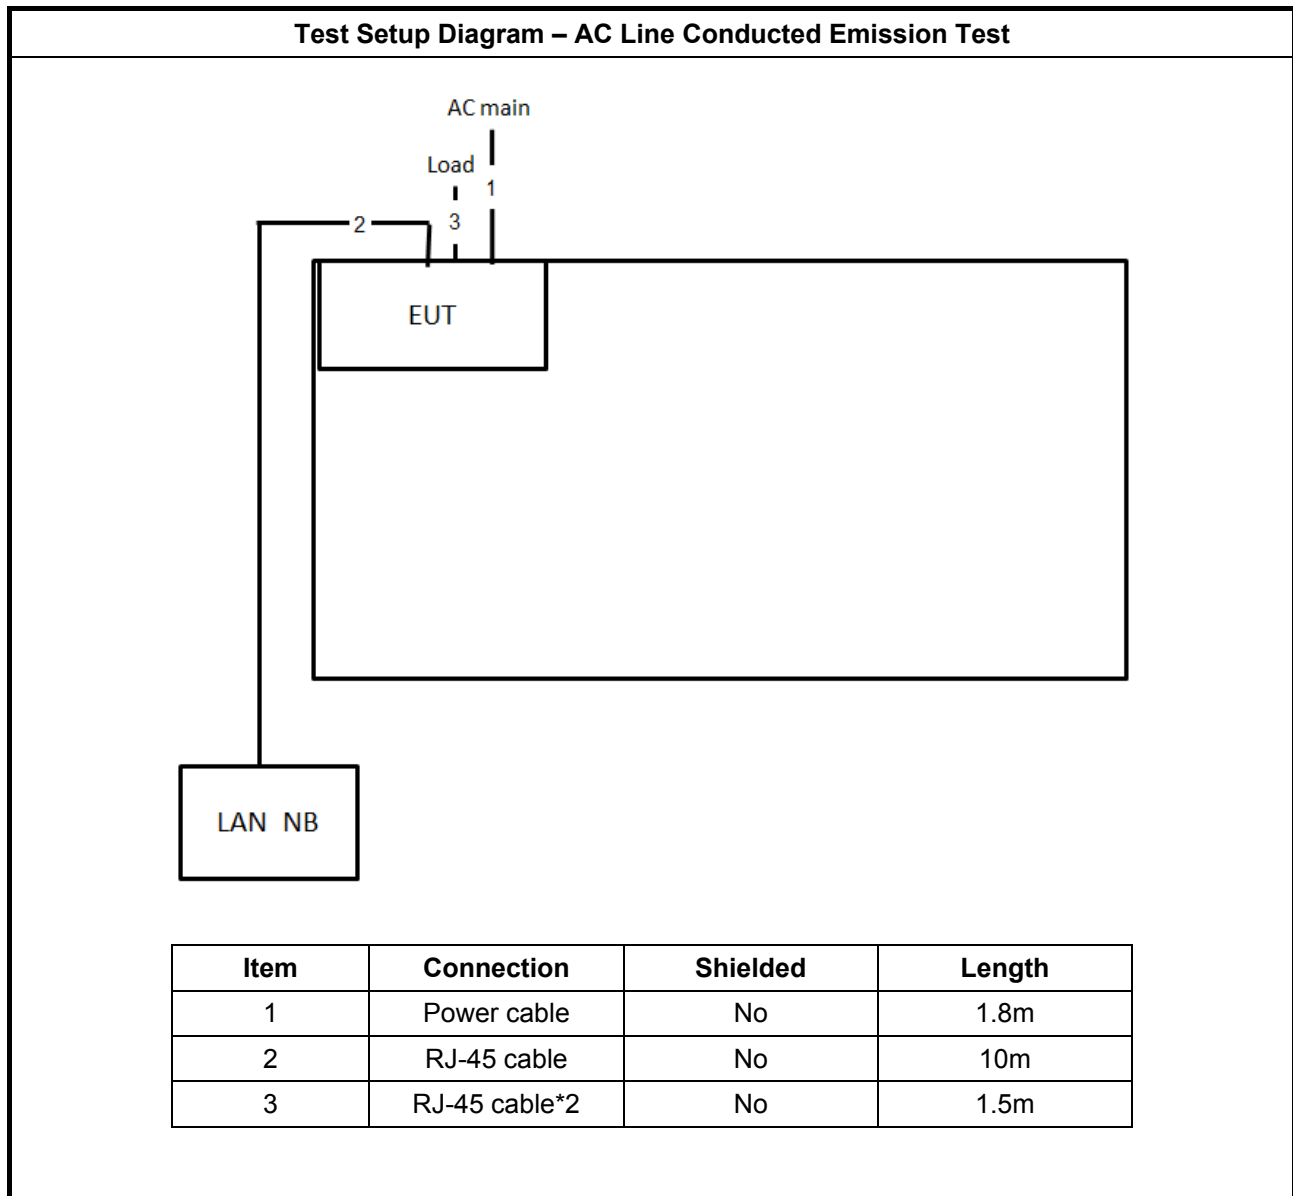 Test Setup Diagram – AC Line Conducted Emission Test
AC main
Load
1
2
3
EUT
LAN NB
Item Connection Shielded Length
1 Power cable No 1.8m
2 RJ-45 cable No 10m
3 RJ-45 cable*2 No 1.5m